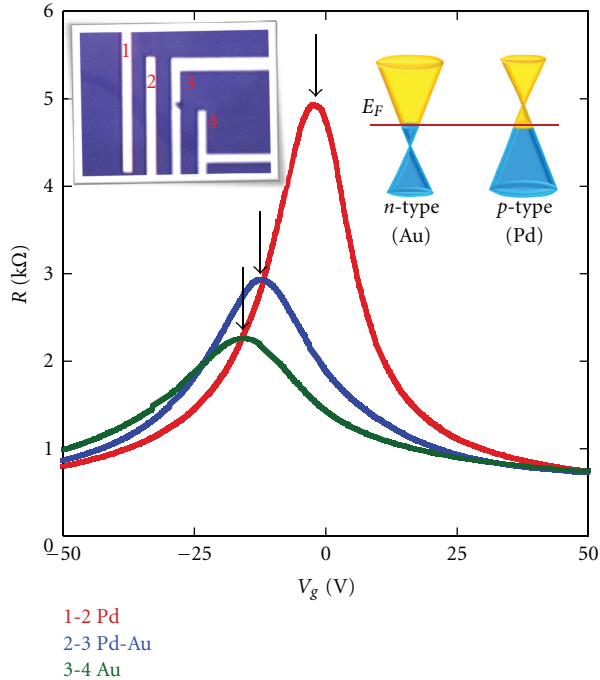 6
5
4
3
2
1
0
R (kΩ)
−50
−25
0
25
50
V_g (V)
1
2
3
4
E_F
n-type
(Au)
p-type
(Pd)
1-2 Pd
2-3 Pd-Au
3-4 Au